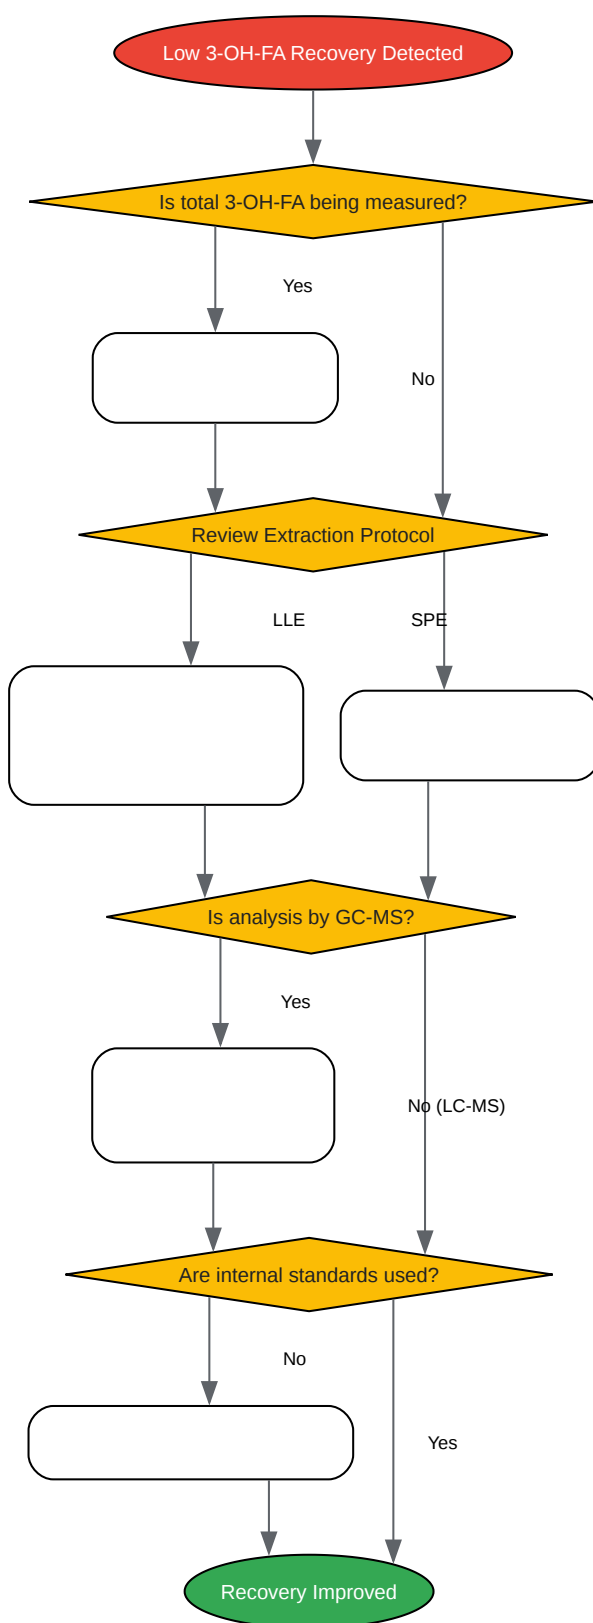 Low 3-OH-FA Recovery Detected
Is total 3-OH-FA being measured?
Yes
No
Review Extraction Protocol
LLE
SPE
Is analysis by GC-MS?
Yes
No (LC-MS)
Are internal standards used?
No
Yes
Recovery Improved